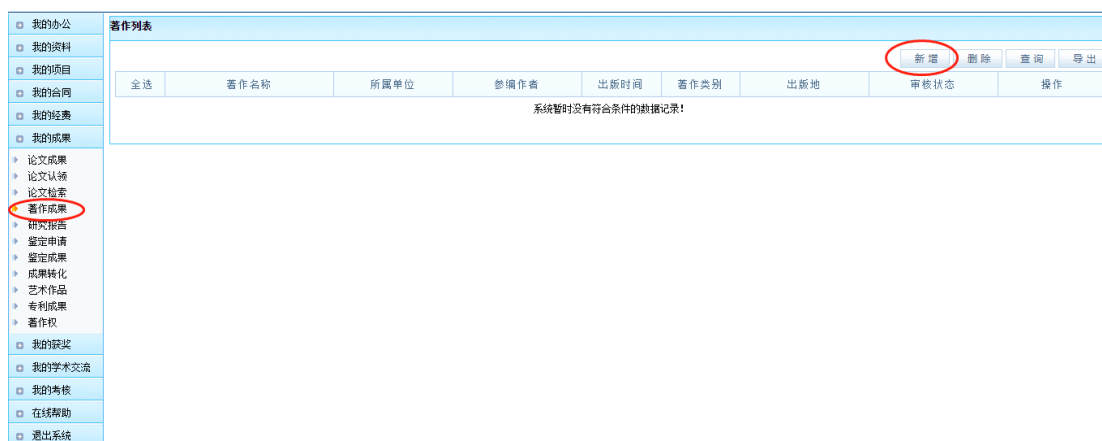 我的办公
我的资料
我的项目
我的合同
我的经费
我的成果
论文成果
论文认领
论文检索
著作成果
研究报告
鉴定申请
鉴定成果
成果转化
艺术作品
专利成果
著作权
我的获奖
我的学术交流
我的考核
在线帮助
退出系统
著作列表
新增 删除 查询 导出
全选 著作名称 所属单位 参编作者 出版时间 著作类别 出版地 审核状态 操作
系统暂时没有符合条件的数据记录!